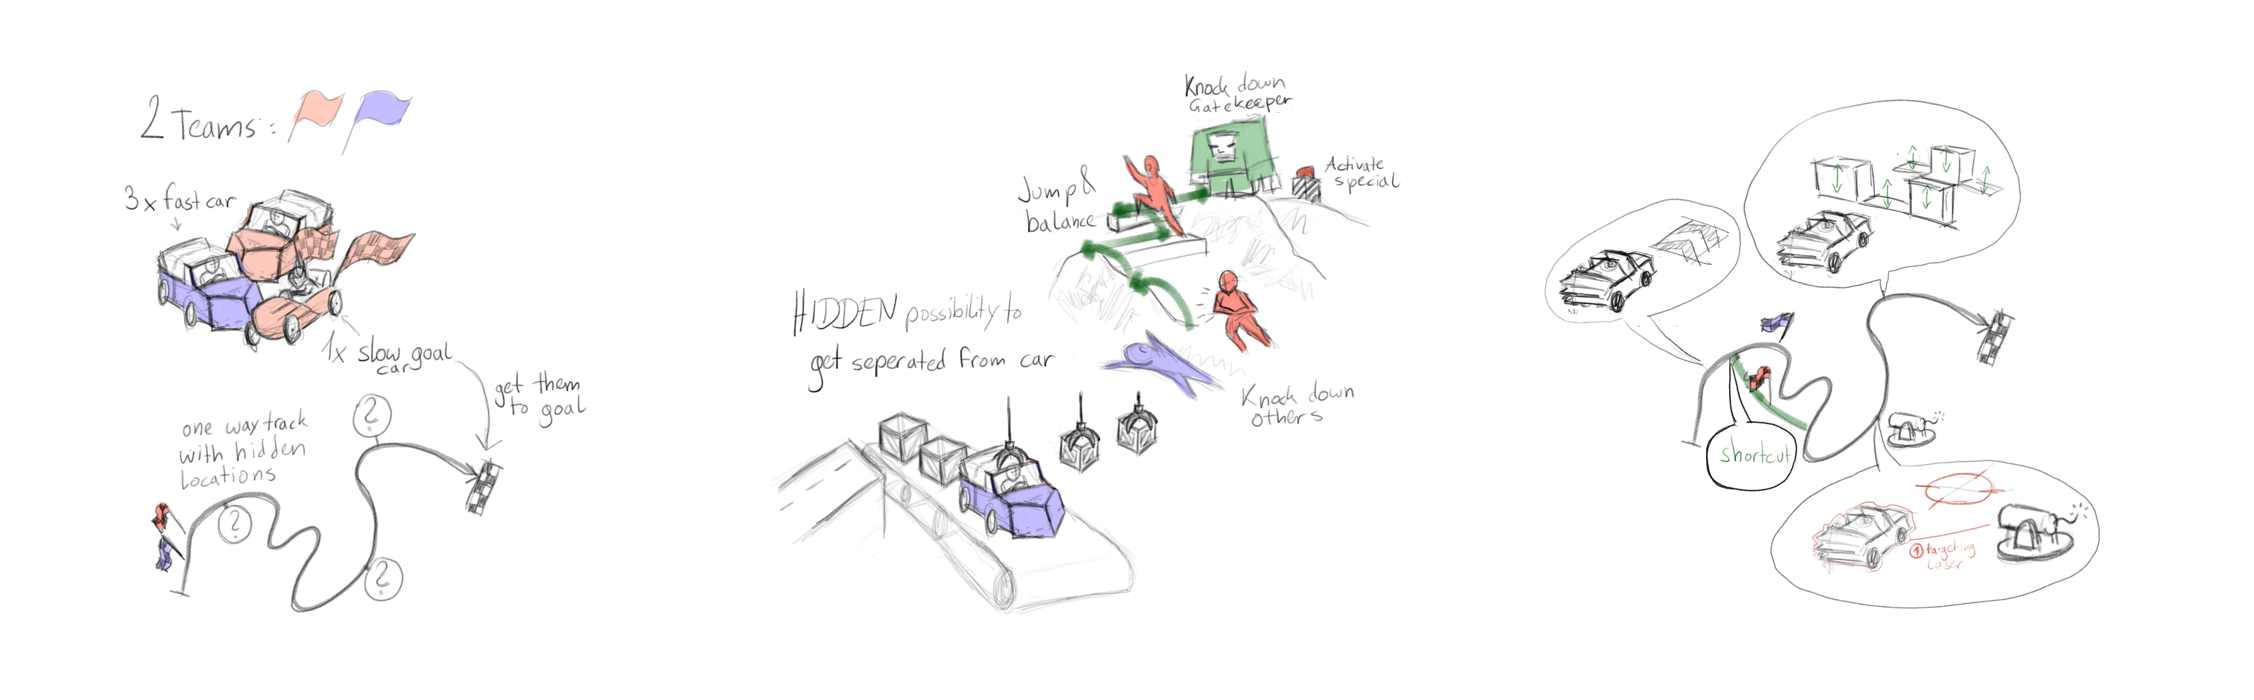 2 Teams:
3x fast car
1x slow goal
car
get them
to goal
one way track
with hidden
locations
?
?
?
Knock down
Gatekeeper
Activate
special
Jump &
balance
HIDDEN possibility to
get seperated from car
Knock down
others
shortcut
1 targeting
Laser